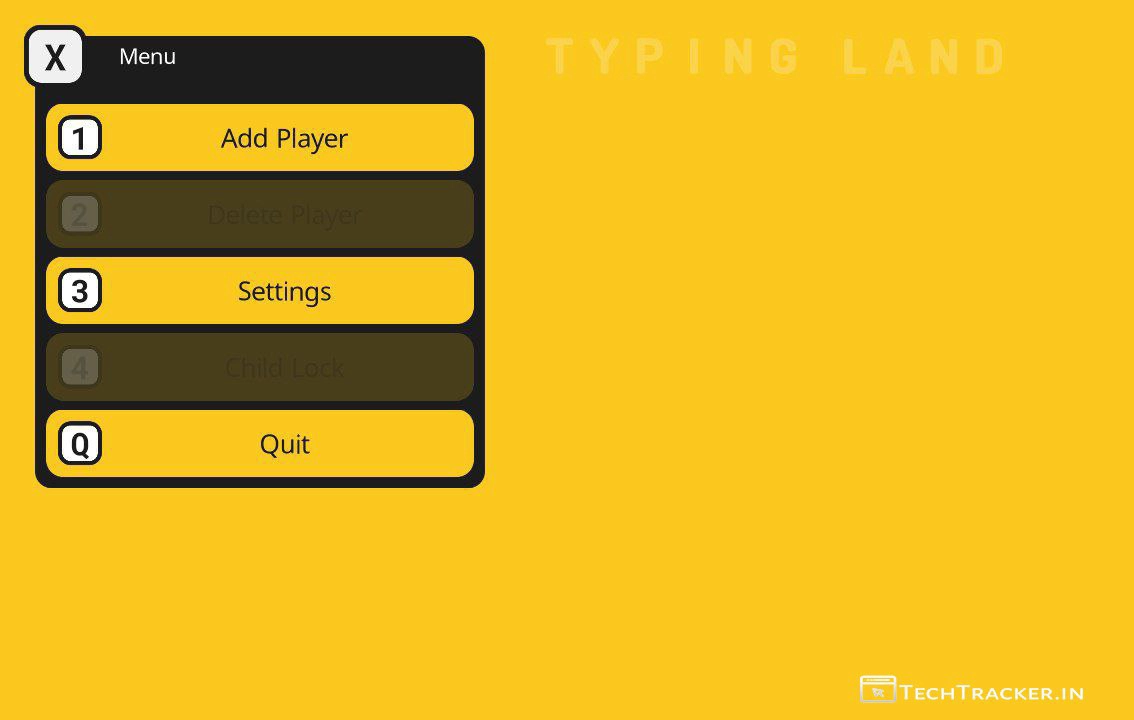 X Menu
TYPING LAND
1 Add Player
2 Delete Player
3 Settings
4 Child Lock
Q Quit
TECHTRACKER.IN